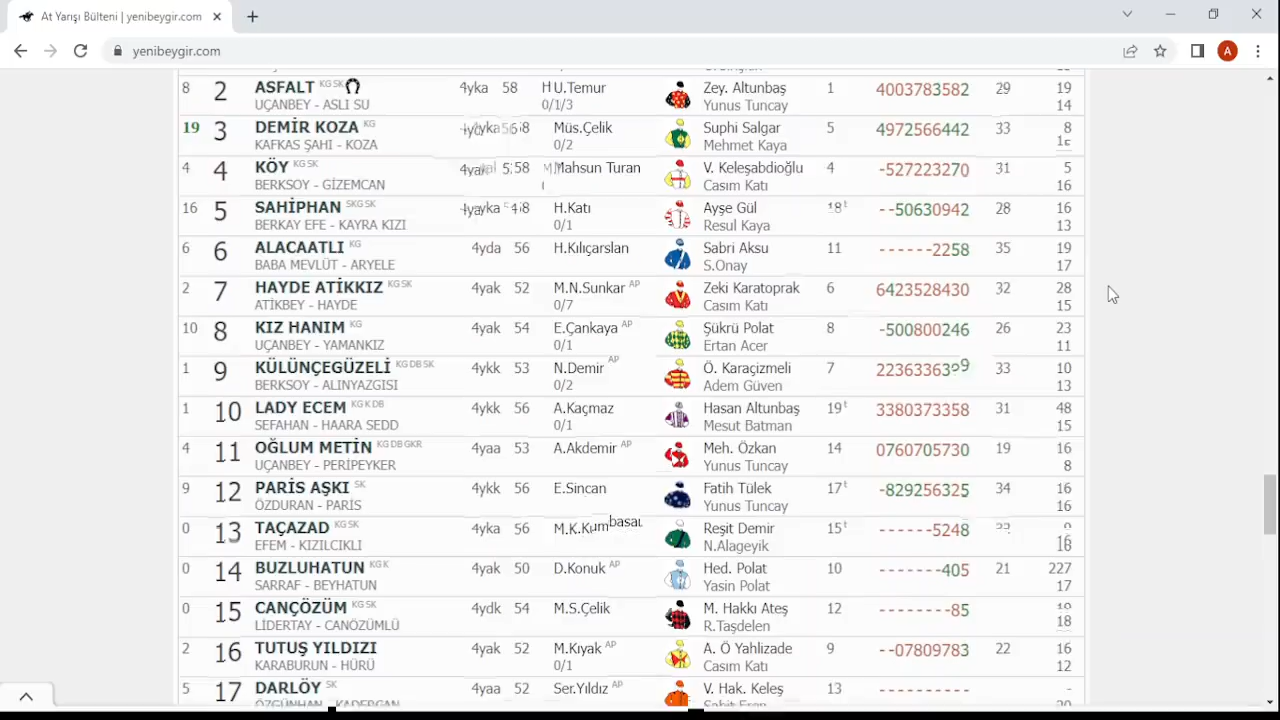 At Yarışı Bülteni | yenibeygir.com
yenibeygir.com
A
8 2 ASFALT KG SK 4yka 58 H U.Temur Zey. Altunbaş 1 4003783582 29 19
UÇANBEY - ASLI SU 0/1/3 Yunus Tuncay 14
19 3 DEMİR KOZA KG Müs.Çelik Suphi Salgar 5 4972566442 33 8
KAFKAS ŞAHI - KOZA 0/2 Mehmet Kaya
4 4 KÖY KG SK 58 Mahsun Turan V. Keleşabdioğlu 4 -527223270 31 5
BERKSOY - GİZEMCAN Casım Katı 16
16 5 SAHİPHAN SKG SK H.Katı Ayşe Gül 18 t --50630942 28 16
BERKAY EFE - KAYRA KIZI 0/1 Resul Kaya 13
6 6 ALACAATLI KG 4yda 56 H.Kılıçarslan Sabri Aksu 11 ------2258 35 19
BABA MEVLÜT - ARYELE S.Onay 17
2 7 HAYDE ATİKKIZ KG SK 4yak 52 M.N.Sunkar AP Zeki Karatoprak 6 6423528430 32 28
ATİKBEY - HAYDE 0/7 Casım Katı 15
10 8 KIZ HANIM KG 4yak 54 E.Çankaya AP Şükrü Polat 8 -500800246 26 23
UÇANBEY - YAMANKIZ 0/1 Ertan Acer 11
1 9 KÜLÜNÇEGÜZELİ KG DB SK 4ykk 53 N.Demir AP Ö. Karaçizmeli 7 33 10
BERKSOY - ALINYAZGISI 0/2 Adem Güven 13
1 10 LADY ECEM KG K DB 4ykk 56 A.Kaçmaz Hasan Altunbaş 19 t 3380373358 31 48
SEFAHAN - HAARA SEDD 0/1 Mesut Batman 15
4 11 OĞLUM METİN KG DB GKR 4yaa 53 A.Akdemir AP Meh. Özkan 14 0760705730 19 16
UÇANBEY - PERİPEYKER Yunus Tuncay 8
9 12 PARİS AŞKI SK 4ykk 56 E.Sincan Fatih Tülek 17 t -829256325 34 16
ÖZDURAN - PARİS Yunus Tuncay 16
0 13 TAÇAZAD KG SK 4yka 56 Reşit Demir 15 t ------5248
EFEM - KIZILCIKLI N.Alageyik 16
0 14 BUZLUHATUN KG K 4yak 50 D.Konuk AP Hed. Polat 10 -------405 21 227
SARRAF - BEYHATUN Yasin Polat 17
0 15 CANÇÖZÜM KG SK 4ydk 54 M.S.Çelik M. Hakkı Ateş 12 --------85
LİDERTAY - CANÖZÜMLÜ R.Taşdelen 18
2 16 TUTUŞ YILDIZI 4yak 52 M.Kıyak AP A. Ö Yahlizade 9 --07809783 22 16
KARABURUN - HÜRÜ 0/1 Casım Katı 12
5 17 DARLÖY SK 4yaa 52 Ser.Yıldız AP V. Hak. Keleş 13 ---------- -